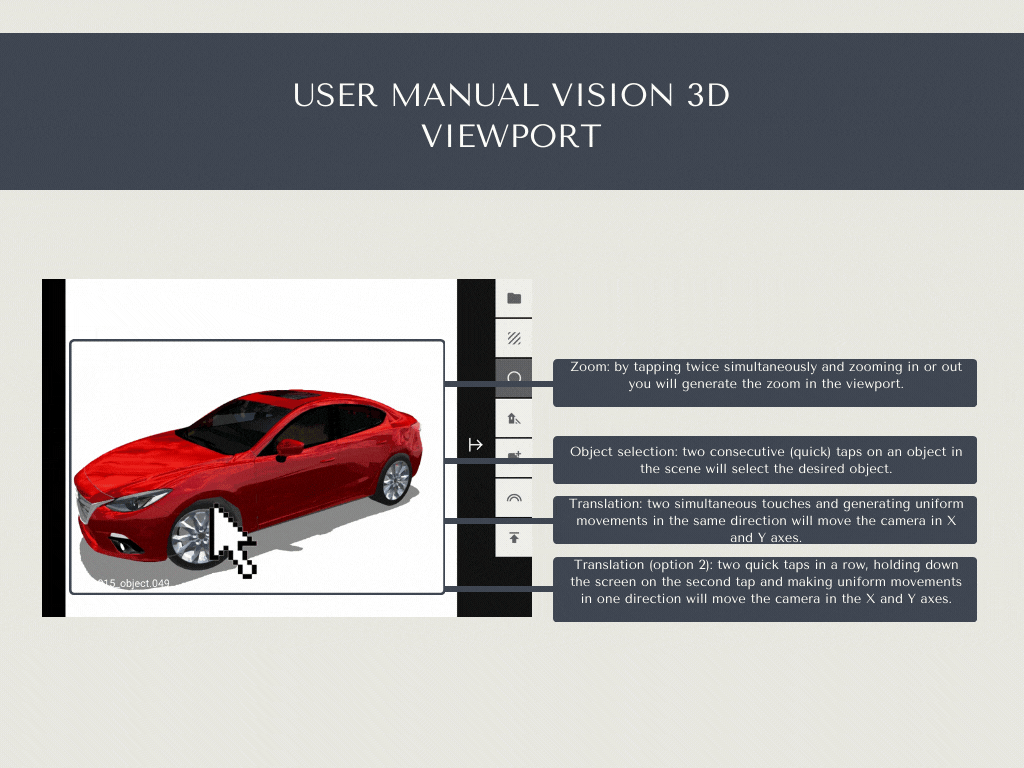 USER MANUAL VISION 3D
VIEWPORT
Zoom: by tapping twice simultaneously and zooming in or out
you will generate the zoom in the viewport.
Object selection: two consecutive (quick) taps on an object in
the scene will select the desired object.
Translation: two simultaneous touches and generating uniform
movements in the same direction will move the camera in X
and Y axes.
Translation (option 2): two quick taps in a row, holding down
the screen on the second tap and making uniform movements
in one direction will move the camera in the X and Y axes.